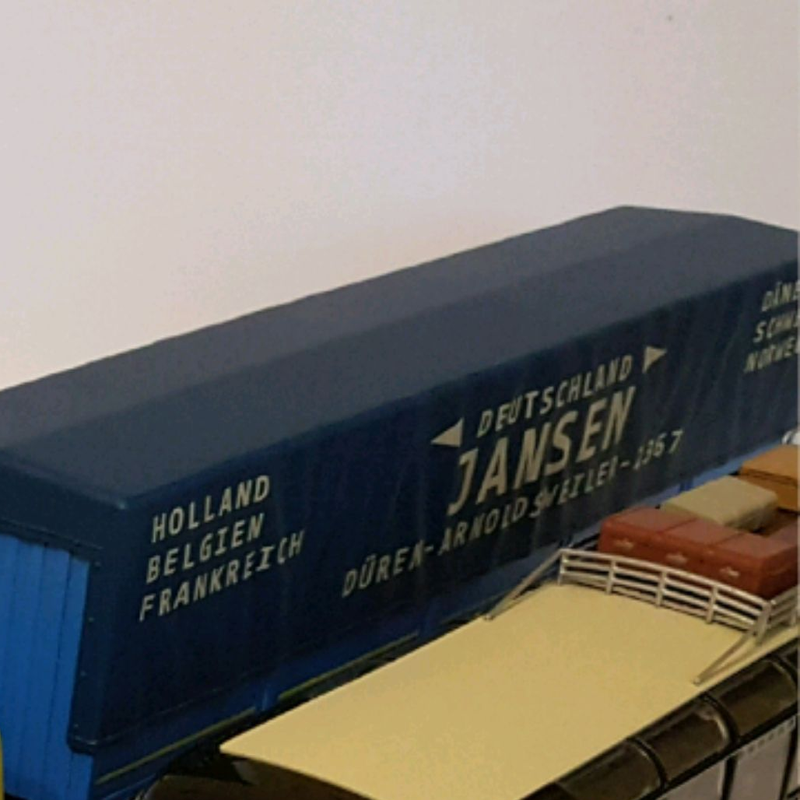 HOLLAND
BELGIEN
FRANKREICH
DEUTSCHLAND
JANSEN
DÜREN-ARNOLDSWEILER-1367